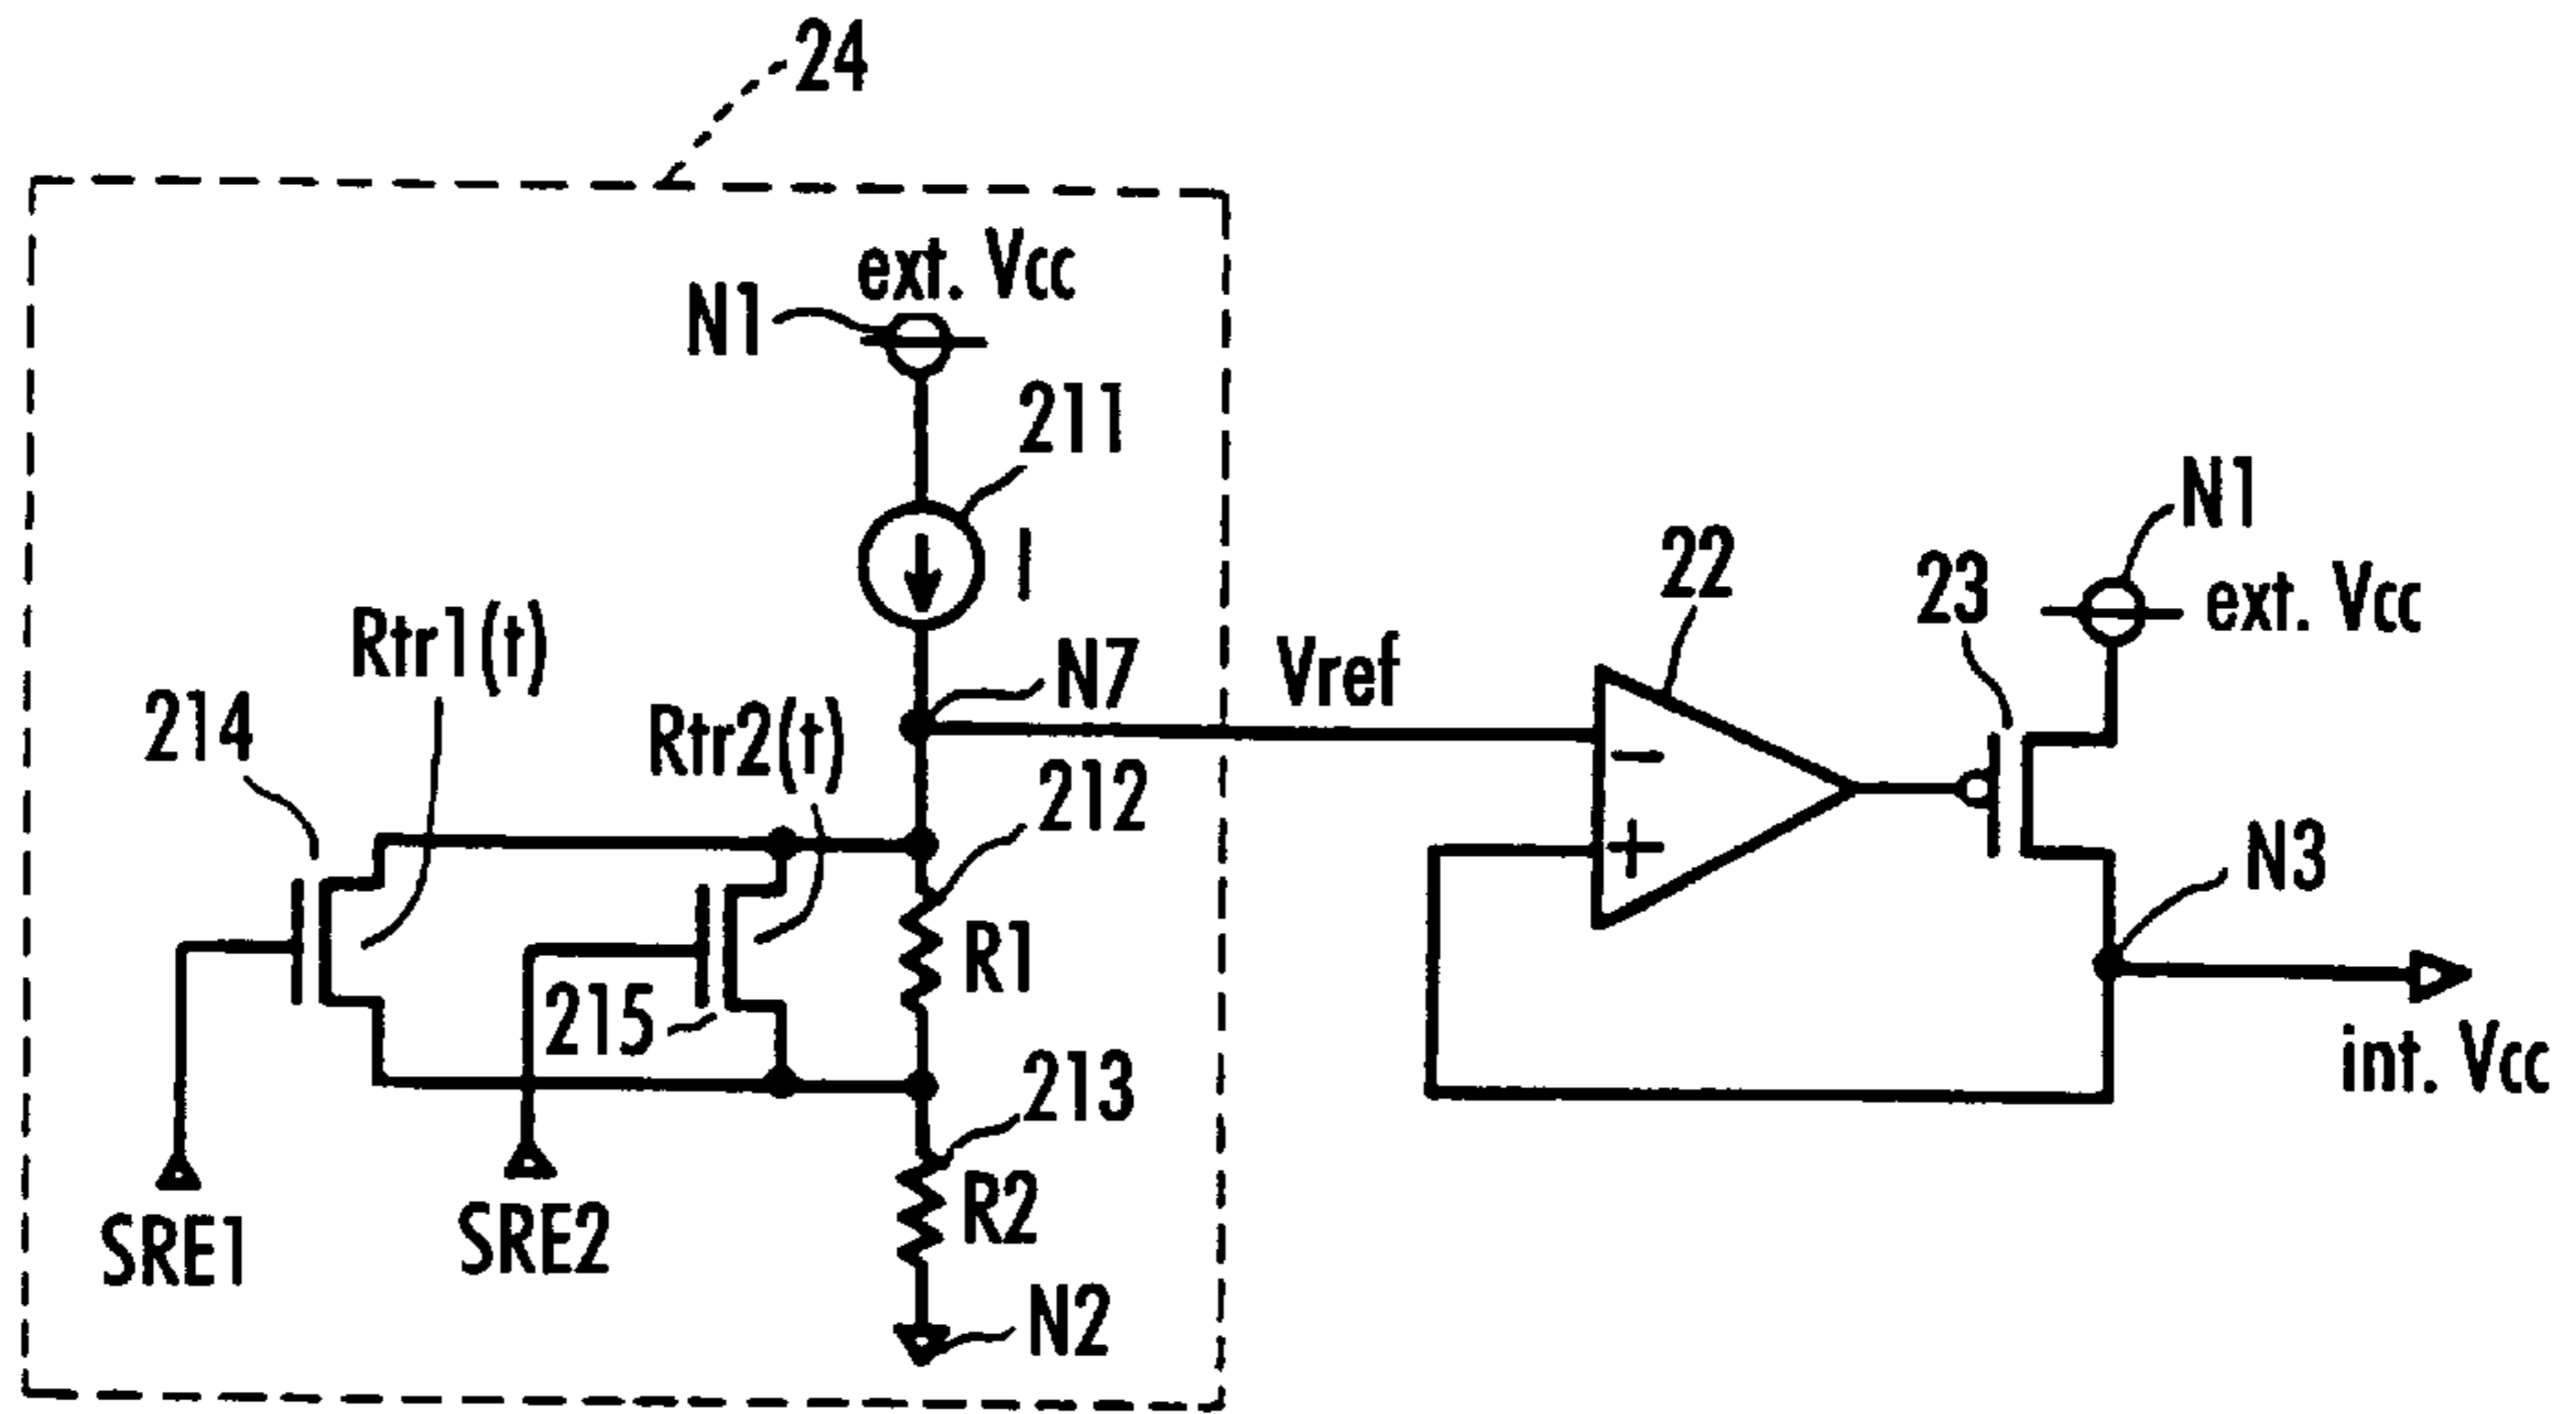 24
ext. Vcc
N1
211
I
N1
22
23
ext. Vcc
Rtr1(t)
N7
Vref
214
Rtr2(t)
212
−
+
N3
R1
215
int. Vcc
213
R2
SRE1
SRE2
N2